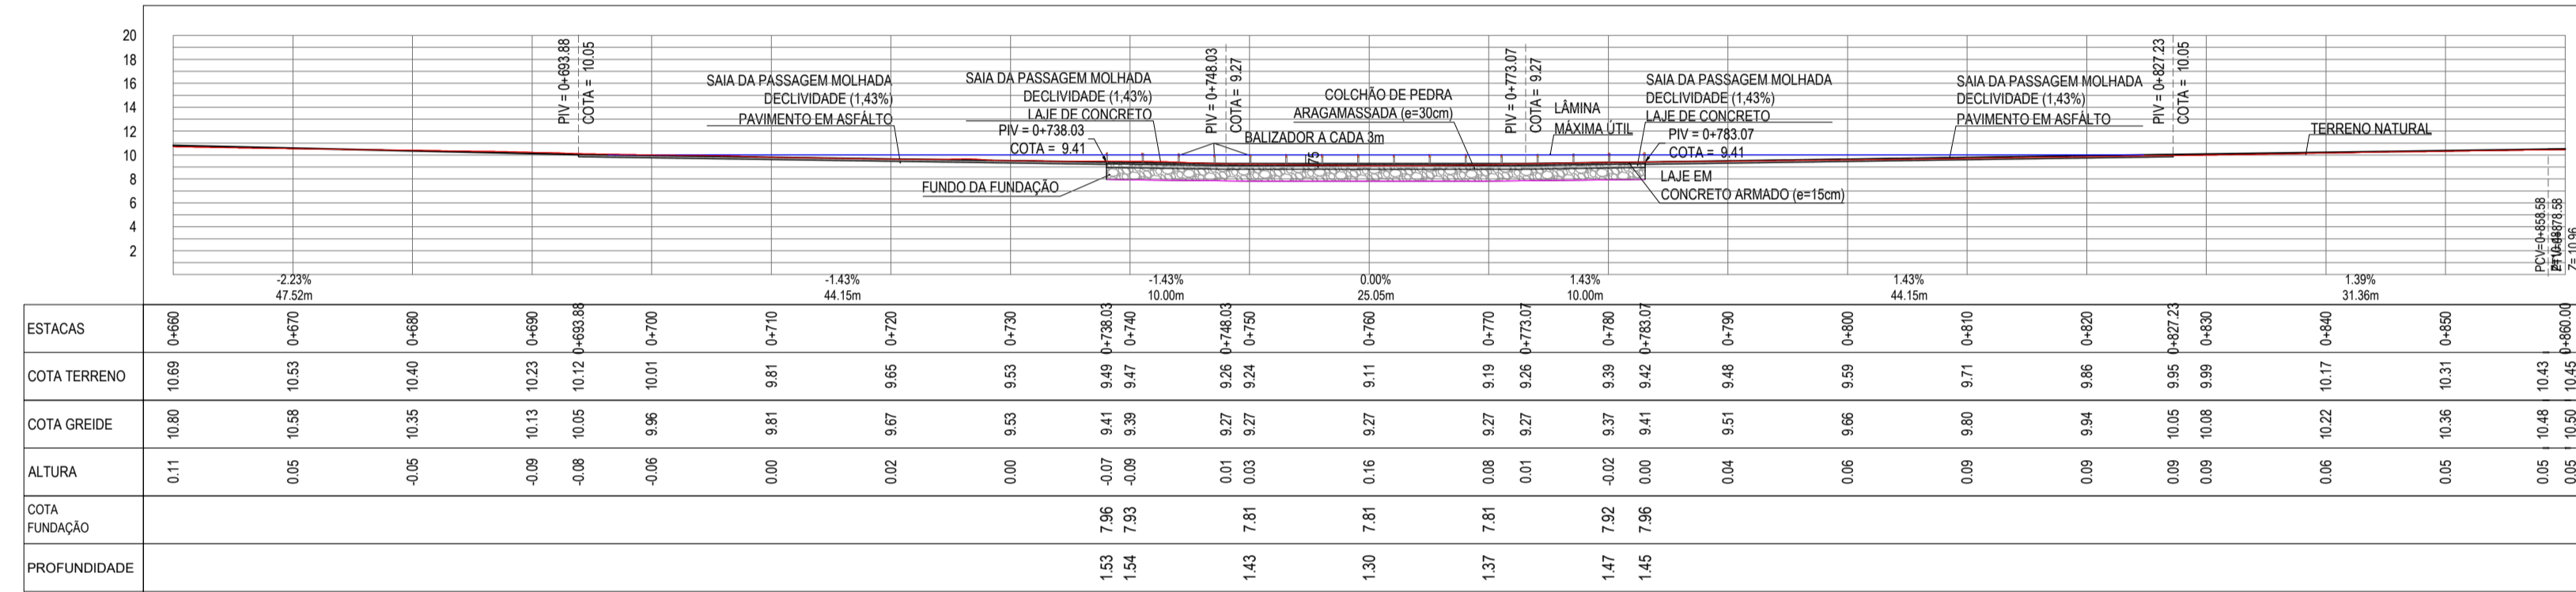 20
18
16
14
12
10
8
6
4
2
PIV = 0+693.88
COTA = 10.05
SAIA DA PASSAGEM MOLHADA
DECLIVIDADE (1,43%)
PAVIMENTO EM ASFÁLTO
SAIA DA PASSAGEM MOLHADA
DECLIVIDADE (1,43%)
LAJE DE CONCRETO
PIV = 0+738.03
COTA = 9.41
FUNDO DA FUNDAÇÃO
PIV = 0+748.03
COTA = 9.27
BALIZADOR A CADA 3m
COLCHÃO DE PEDRA
ARAGAMASSADA (e=30cm)
PIV = 0+773.07
COTA = 9.27
LÂMINA
MÁXIMA ÚTIL
SAIA DA PASSAGEM MOLHADA
DECLIVIDADE (1,43%)
LAJE DE CONCRETO
PIV = 0+783.07
COTA = 9.41
LAJE EM
CONCRETO ARMADO (e=15cm)
SAIA DA PASSAGEM MOLHADA
DECLIVIDADE (1,43%)
PAVIMENTO EM ASFÁLTO
PIV = 0+827.23
COTA = 10.05
TERRENO NATURAL
PCV=0+858.58
Z= 10.96
-2.23% -1.43% -1.43% 0.00% 1.43% 1.43% 1.39%
47.52m 44.15m 10.00m 25.05m 10.00m 44.15m 31.36m
ESTACAS 0+660 0+670 0+680 0+690 0+693.88 0+700 0+710 0+720 0+730 0+738.03 0+740 0+748.03 0+750 0+760 0+770 0+773.07 0+780 0+783.07 0+790 0+800 0+810 0+820 0+827.23 0+830 0+840 0+850 0+860.00
COTA TERRENO 10.69 10.53 10.40 10.23 10.12 10.01 9.81 9.65 9.53 9.49 9.47 9.26 9.24 9.11 9.19 9.26 9.39 9.42 9.48 9.59 9.71 9.86 9.95 9.99 10.17 10.31 10.43 10.45
COTA GREIDE 10.80 10.58 10.35 10.13 10.05 9.96 9.81 9.67 9.53 9.41 9.39 9.27 9.27 9.27 9.27 9.27 9.37 9.41 9.51 9.66 9.80 9.94 10.05 10.08 10.22 10.36 10.48 10.50
ALTURA 0.11 0.05 -0.05 -0.09 -0.08 -0.06 0.00 0.02 0.00 -0.07 -0.09 0.01 0.03 0.16 0.08 0.01 -0.02 0.00 0.04 0.06 0.09 0.09 0.09 0.09 0.06 0.05 0.05 0.05
COTA
FUNDAÇÃO 7.96 7.93 7.81 7.81 7.81 7.92 7.96
PROFUNDIDADE 1.53 1.54 1.43 1.30 1.37 1.47 1.45